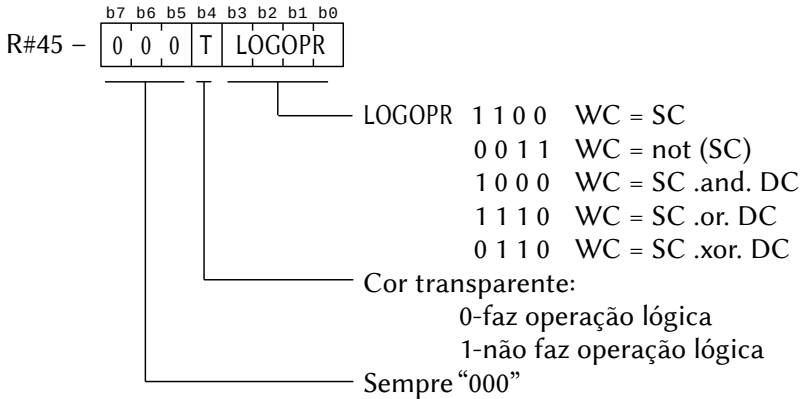 b7 b6 b5 b4 b3 b2 b1 b0
R#45 – 0 0 0 T LOGOPR
LOGOPR 1 1 0 0 WC = SC
0 0 1 1 WC = not (SC)
1 0 0 0 WC = SC .and. DC
1 1 1 0 WC = SC .or. DC
0 1 1 0 WC = SC .xor. DC
Cor transparente:
0-faz operação lógica
1-não faz operação lógica
Sempre “000”